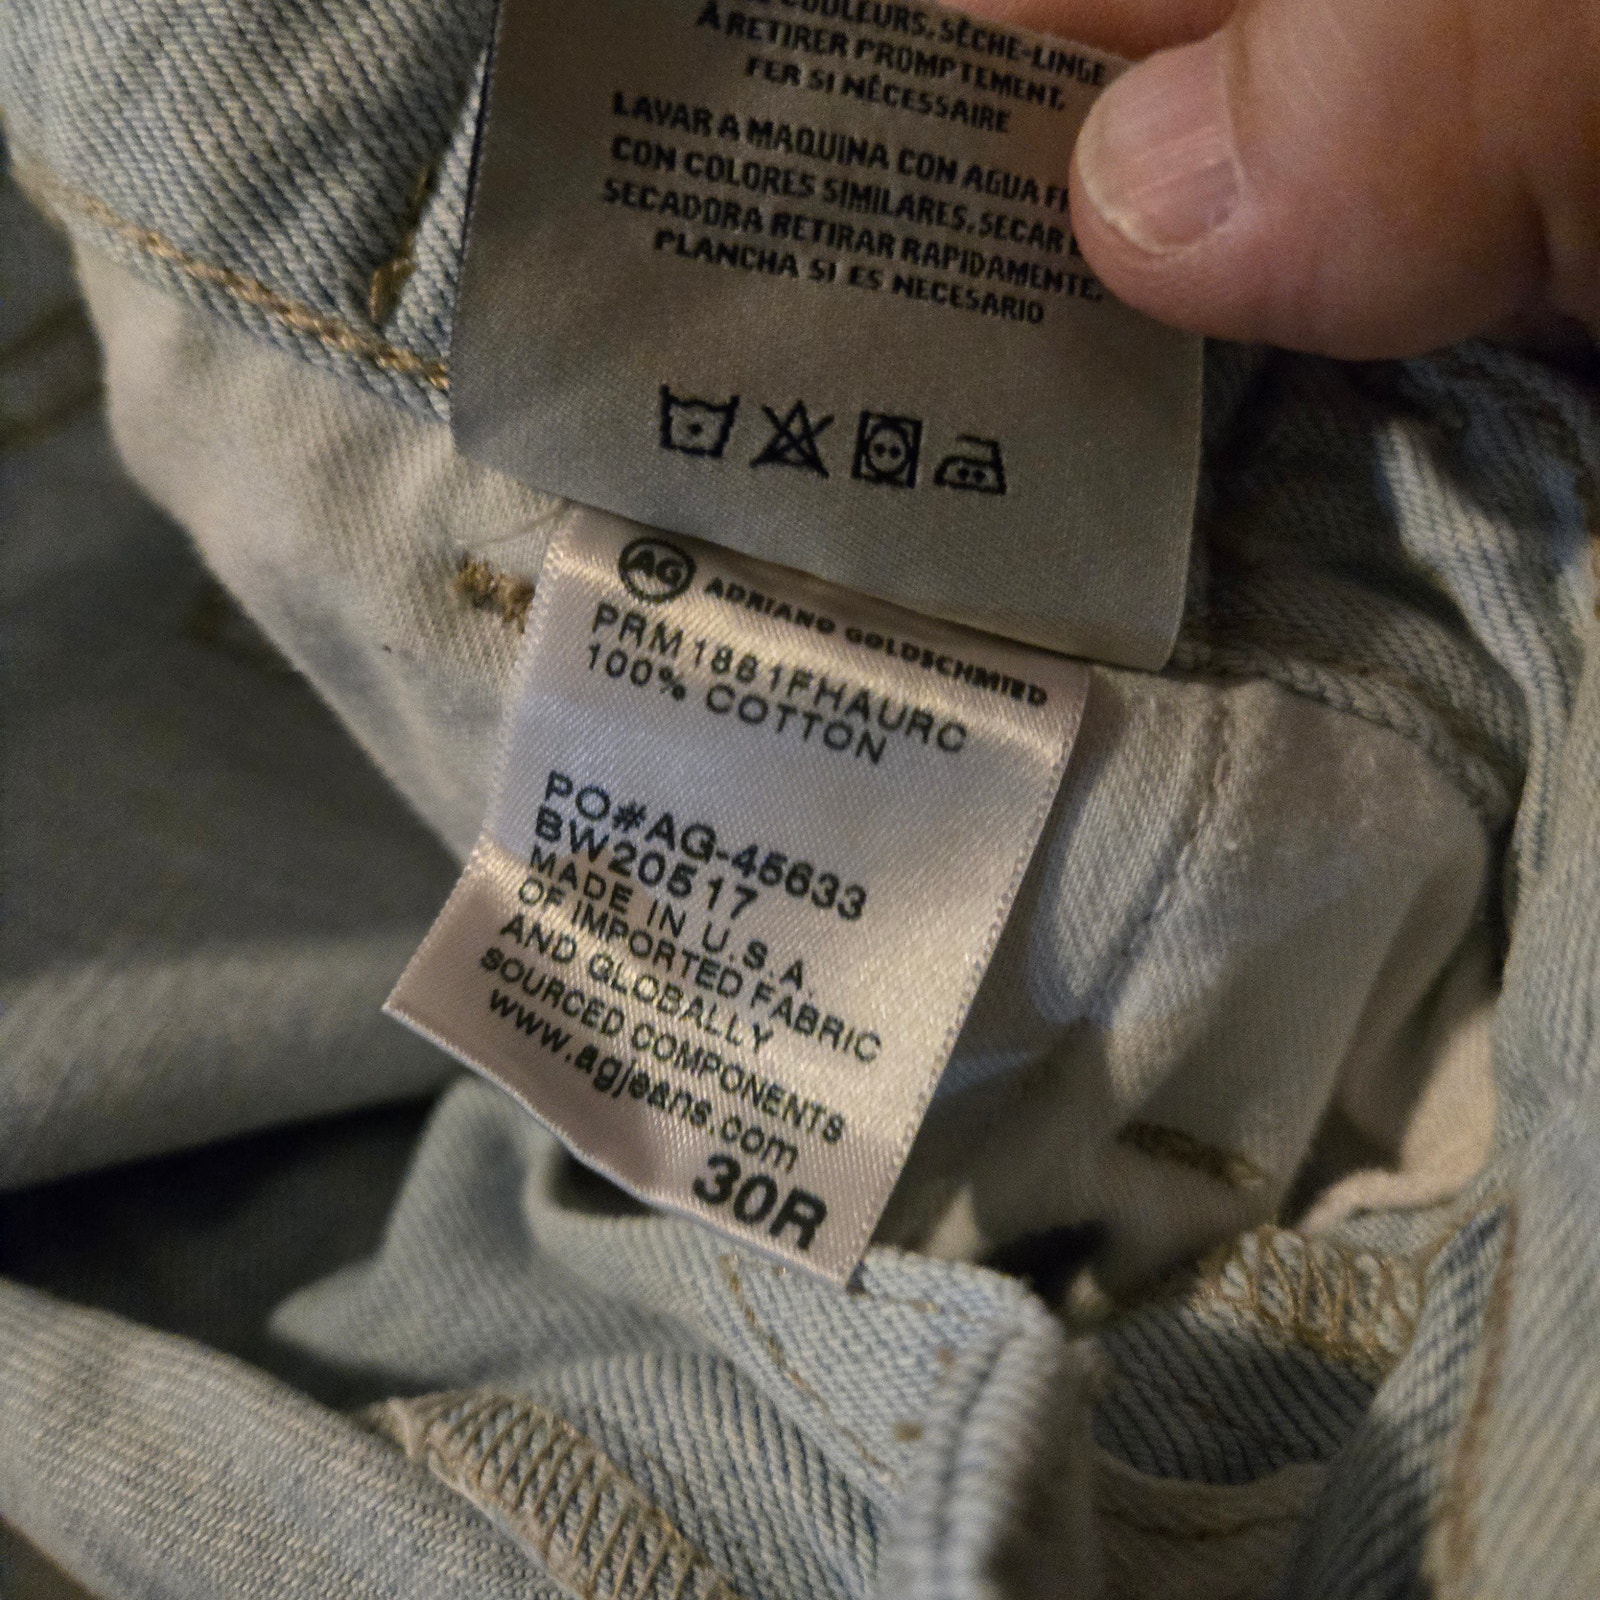 COULEURS, SÈCHE-LINGE
À RETIRER PROMPTEMENT,
FER SI NÉCESSAIRE
LAVAR A MAQUINA CON AGUA FR
CON COLORES SIMILARES, SECAR E
SECADORA RETIRAR RAPIDAMENTE,
PLANCHA SI ES NECESARIO
AG ADRIANO GOLDSCHMIED
PRM1881FHAURC
100% COTTON
PO#AG-45633
BW20517
MADE IN U.S.A
OF IMPORTED FABRIC
AND GLOBALLY
SOURCED COMPONENTS
www.agjeans.com
30R